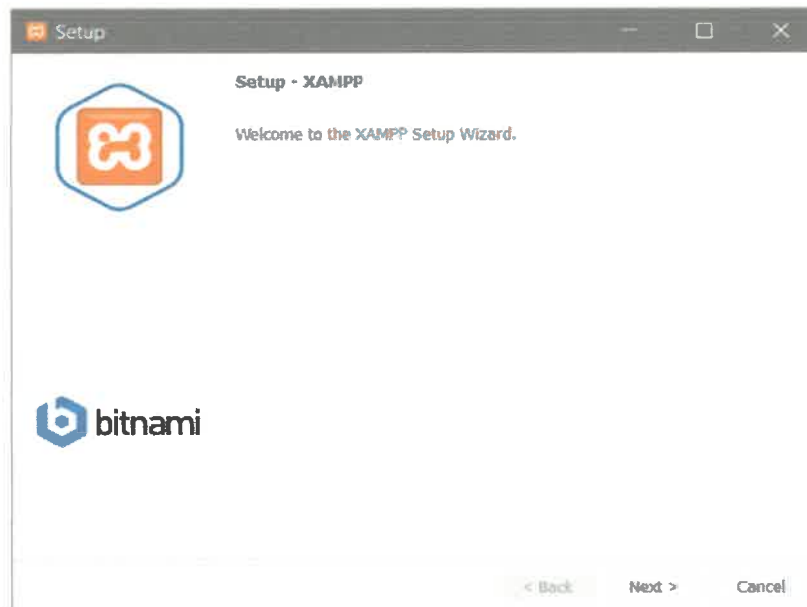 Setup
Setup - XAMPP
Welcome to the XAMPP Setup Wizard.
bitnami
< Back
Next >
Cancel